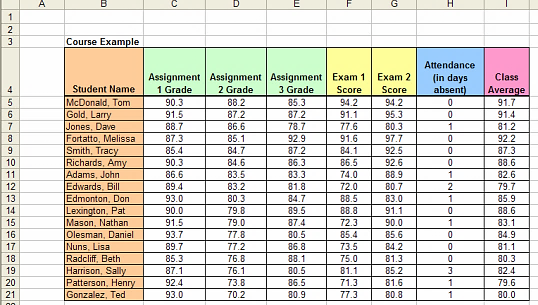 A B C D E F G H I
1
2
3 Course Example
4 Student Name Assignment 1 Grade Assignment 2 Grade Assignment 3 Grade Exam 1 Score Exam 2 Score Attendance (in days absent) Class Average
5 McDonald, Tom 90.3 88.2 85.3 94.2 94.2 0 91.7
6 Gold, Larry 91.5 87.2 87.2 91.1 95.3 0 91.4
7 Jones, Dave 88.7 86.6 78.7 77.6 80.3 1 81.2
8 Fortatto, Melissa 87.3 85.1 92.9 91.6 97.7 0 92.2
9 Smith, Tracy 85.4 84.7 87.2 84.1 92.5 0 87.3
10 Richards, Amy 90.3 84.6 86.3 86.5 92.6 0 88.6
11 Adams, John 86.6 83.5 83.3 74.0 88.9 1 82.6
12 Edwards, Bill 89.4 83.2 81.8 72.0 80.7 2 79.7
13 Edmonton, Don 93.0 80.3 84.7 88.5 83.0 1 85.9
14 Lexington, Pat 90.0 79.8 89.5 88.8 91.1 0 88.6
15 Mason, Nathan 91.5 79.0 87.4 72.3 90.0 1 83.1
16 Olesman, Daniel 93.7 77.8 80.5 85.4 85.6 0 84.9
17 Nuns, Lisa 89.7 77.2 86.8 73.5 84.2 0 81.1
18 Radcliff, Beth 85.3 76.8 88.1 75.0 81.3 0 80.3
19 Harrison, Sally 87.1 76.1 80.5 81.1 85.2 3 82.4
20 Patterson, Henry 92.4 73.8 86.5 71.3 81.6 1 79.6
21 Gonzalez, Ted 93.0 70.2 80.9 77.3 80.8 1 80.0